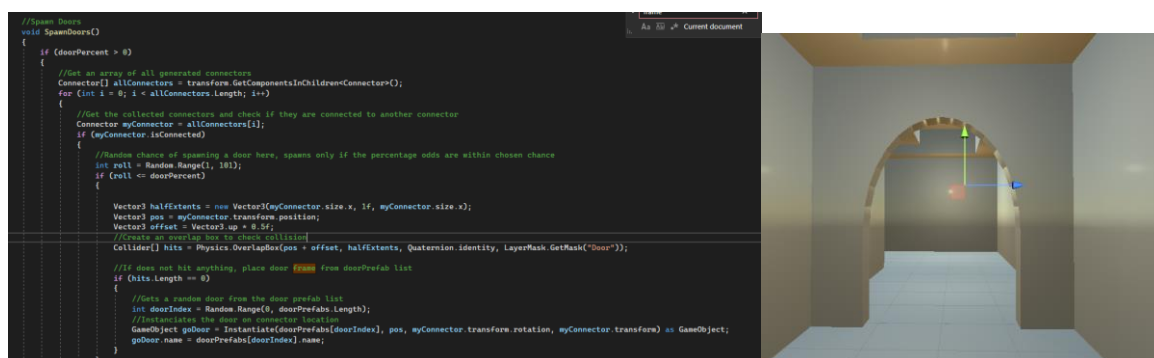 //Spawn Doors
void SpawnDoors()
{
if (doorPercent > 0)
{
//Get an array of all generated connectors
Connector[] allConnectors = transform.GetComponentsInChildren<Connector>();
for (int i = 0; i < allConnectors.Length; i++)
{
//Get the collected connectors and check if they are connected to another connector
Connector myConnector = allConnectors[i];
if (myConnector.isConnected)
{
//Random chance of spawning a door here, spawns only if the percentage odds are within chosen chance
int roll = Random.Range(1, 101);
if (roll <= doorPercent)
{
Vector3 halfExtents = new Vector3(myConnector.size.x, 1f, myConnector.size.x);
Vector3 pos = myConnector.transform.position;
Vector3 offset = Vector3.up * 0.5f;
//Create an overlap box to check collision
Collider[] hits = Physics.OverlapBox(pos + offset, halfExtents, Quaternion.identity, LayerMask.GetMask("Door"));
//If does not hit anything, place door frame from doorPrefab list
if (hits.Length == 0)
{
//Gets a random door from the door prefab list
int doorIndex = Random.Range(0, doorPrefabs.Length);
//Instanciates the door on connector location
GameObject goDoor = Instantiate(doorPrefabs[doorIndex], pos, myConnector.transform.rotation, myConnector.transform) as GameObject;
goDoor.name = doorPrefabs[doorIndex].name;
}
Aa Current document